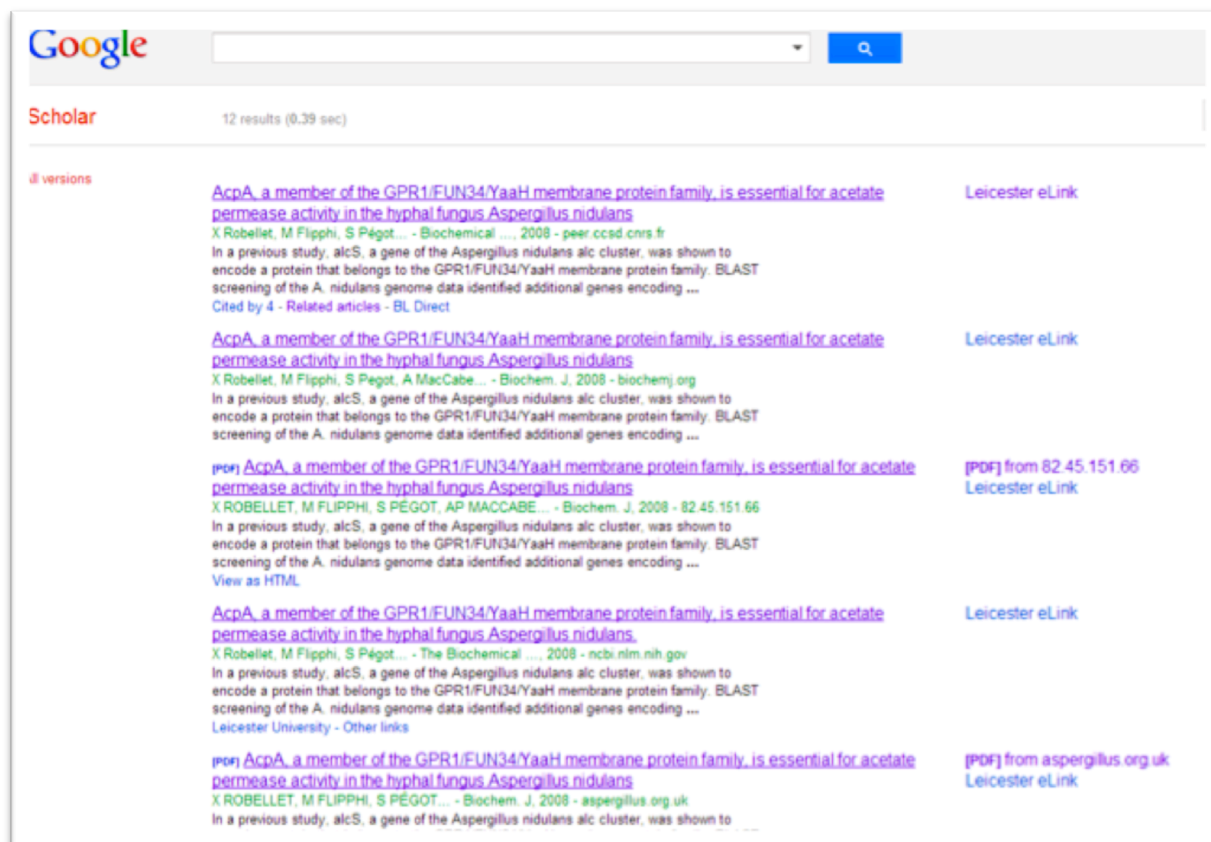 Google
Scholar
12 results (0.39 sec)
ll versions
AcpA, a member of the GPR1/FUN34/YaaH membrane protein family, is essential for acetate
permease activity in the hyphal fungus Aspergillus nidulans
Leicester eLink
X Robellet, M Flipphi, S Pégot... - Biochemical ..., 2008 - peer.ccsd.cnrs.fr
In a previous study, alcS, a gene of the Aspergillus nidulans alc cluster, was shown to
encode a protein that belongs to the GPR1/FUN34/YaaH membrane protein family. BLAST
screening of the A. nidulans genome data identified additional genes encoding ...
Cited by 4 - Related articles - BL Direct
AcpA, a member of the GPR1/FUN34/YaaH membrane protein family, is essential for acetate
permease activity in the hyphal fungus Aspergillus nidulans
Leicester eLink
X Robellet, M Flipphi, S Pegot, A MacCabe... - Biochem. J, 2008 - biochemj.org
In a previous study, alcS, a gene of the Aspergillus nidulans alc cluster, was shown to
encode a protein that belongs to the GPR1/FUN34/YaaH membrane protein family. BLAST
screening of the A. nidulans genome data identified additional genes encoding ...
[PDF] AcpA, a member of the GPR1/FUN34/YaaH membrane protein family, is essential for acetate
permease activity in the hyphal fungus Aspergillus nidulans
[PDF] from 82.45.151.66
Leicester eLink
X ROBELLET, M FLIPPHI, S PÉGOT, AP MACCABE... - Biochem. J, 2008 - 82.45.151.66
In a previous study, alcS, a gene of the Aspergillus nidulans alc cluster, was shown to
encode a protein that belongs to the GPR1/FUN34/YaaH membrane protein family. BLAST
screening of the A. nidulans genome data identified additional genes encoding ...
View as HTML
AcpA, a member of the GPR1/FUN34/YaaH membrane protein family, is essential for acetate
permease activity in the hyphal fungus Aspergillus nidulans.
Leicester eLink
X Robellet, M Flipphi, S Pégot... - The Biochemical ..., 2008 - ncbi.nlm.nih.gov
In a previous study, alcS, a gene of the Aspergillus nidulans alc cluster, was shown to
encode a protein that belongs to the GPR1/FUN34/YaaH membrane protein family. BLAST
screening of the A. nidulans genome data identified additional genes encoding ...
Leicester University - Other links
[PDF] AcpA, a member of the GPR1/FUN34/YaaH membrane protein family, is essential for acetate
permease activity in the hyphal fungus Aspergillus nidulans
[PDF] from aspergillus.org.uk
Leicester eLink
X ROBELLET, M FLIPPHI, S PÉGOT... - Biochem. J, 2008 - aspergillus.org.uk
In a previous study, alcS, a gene of the Aspergillus nidulans alc cluster, was shown to